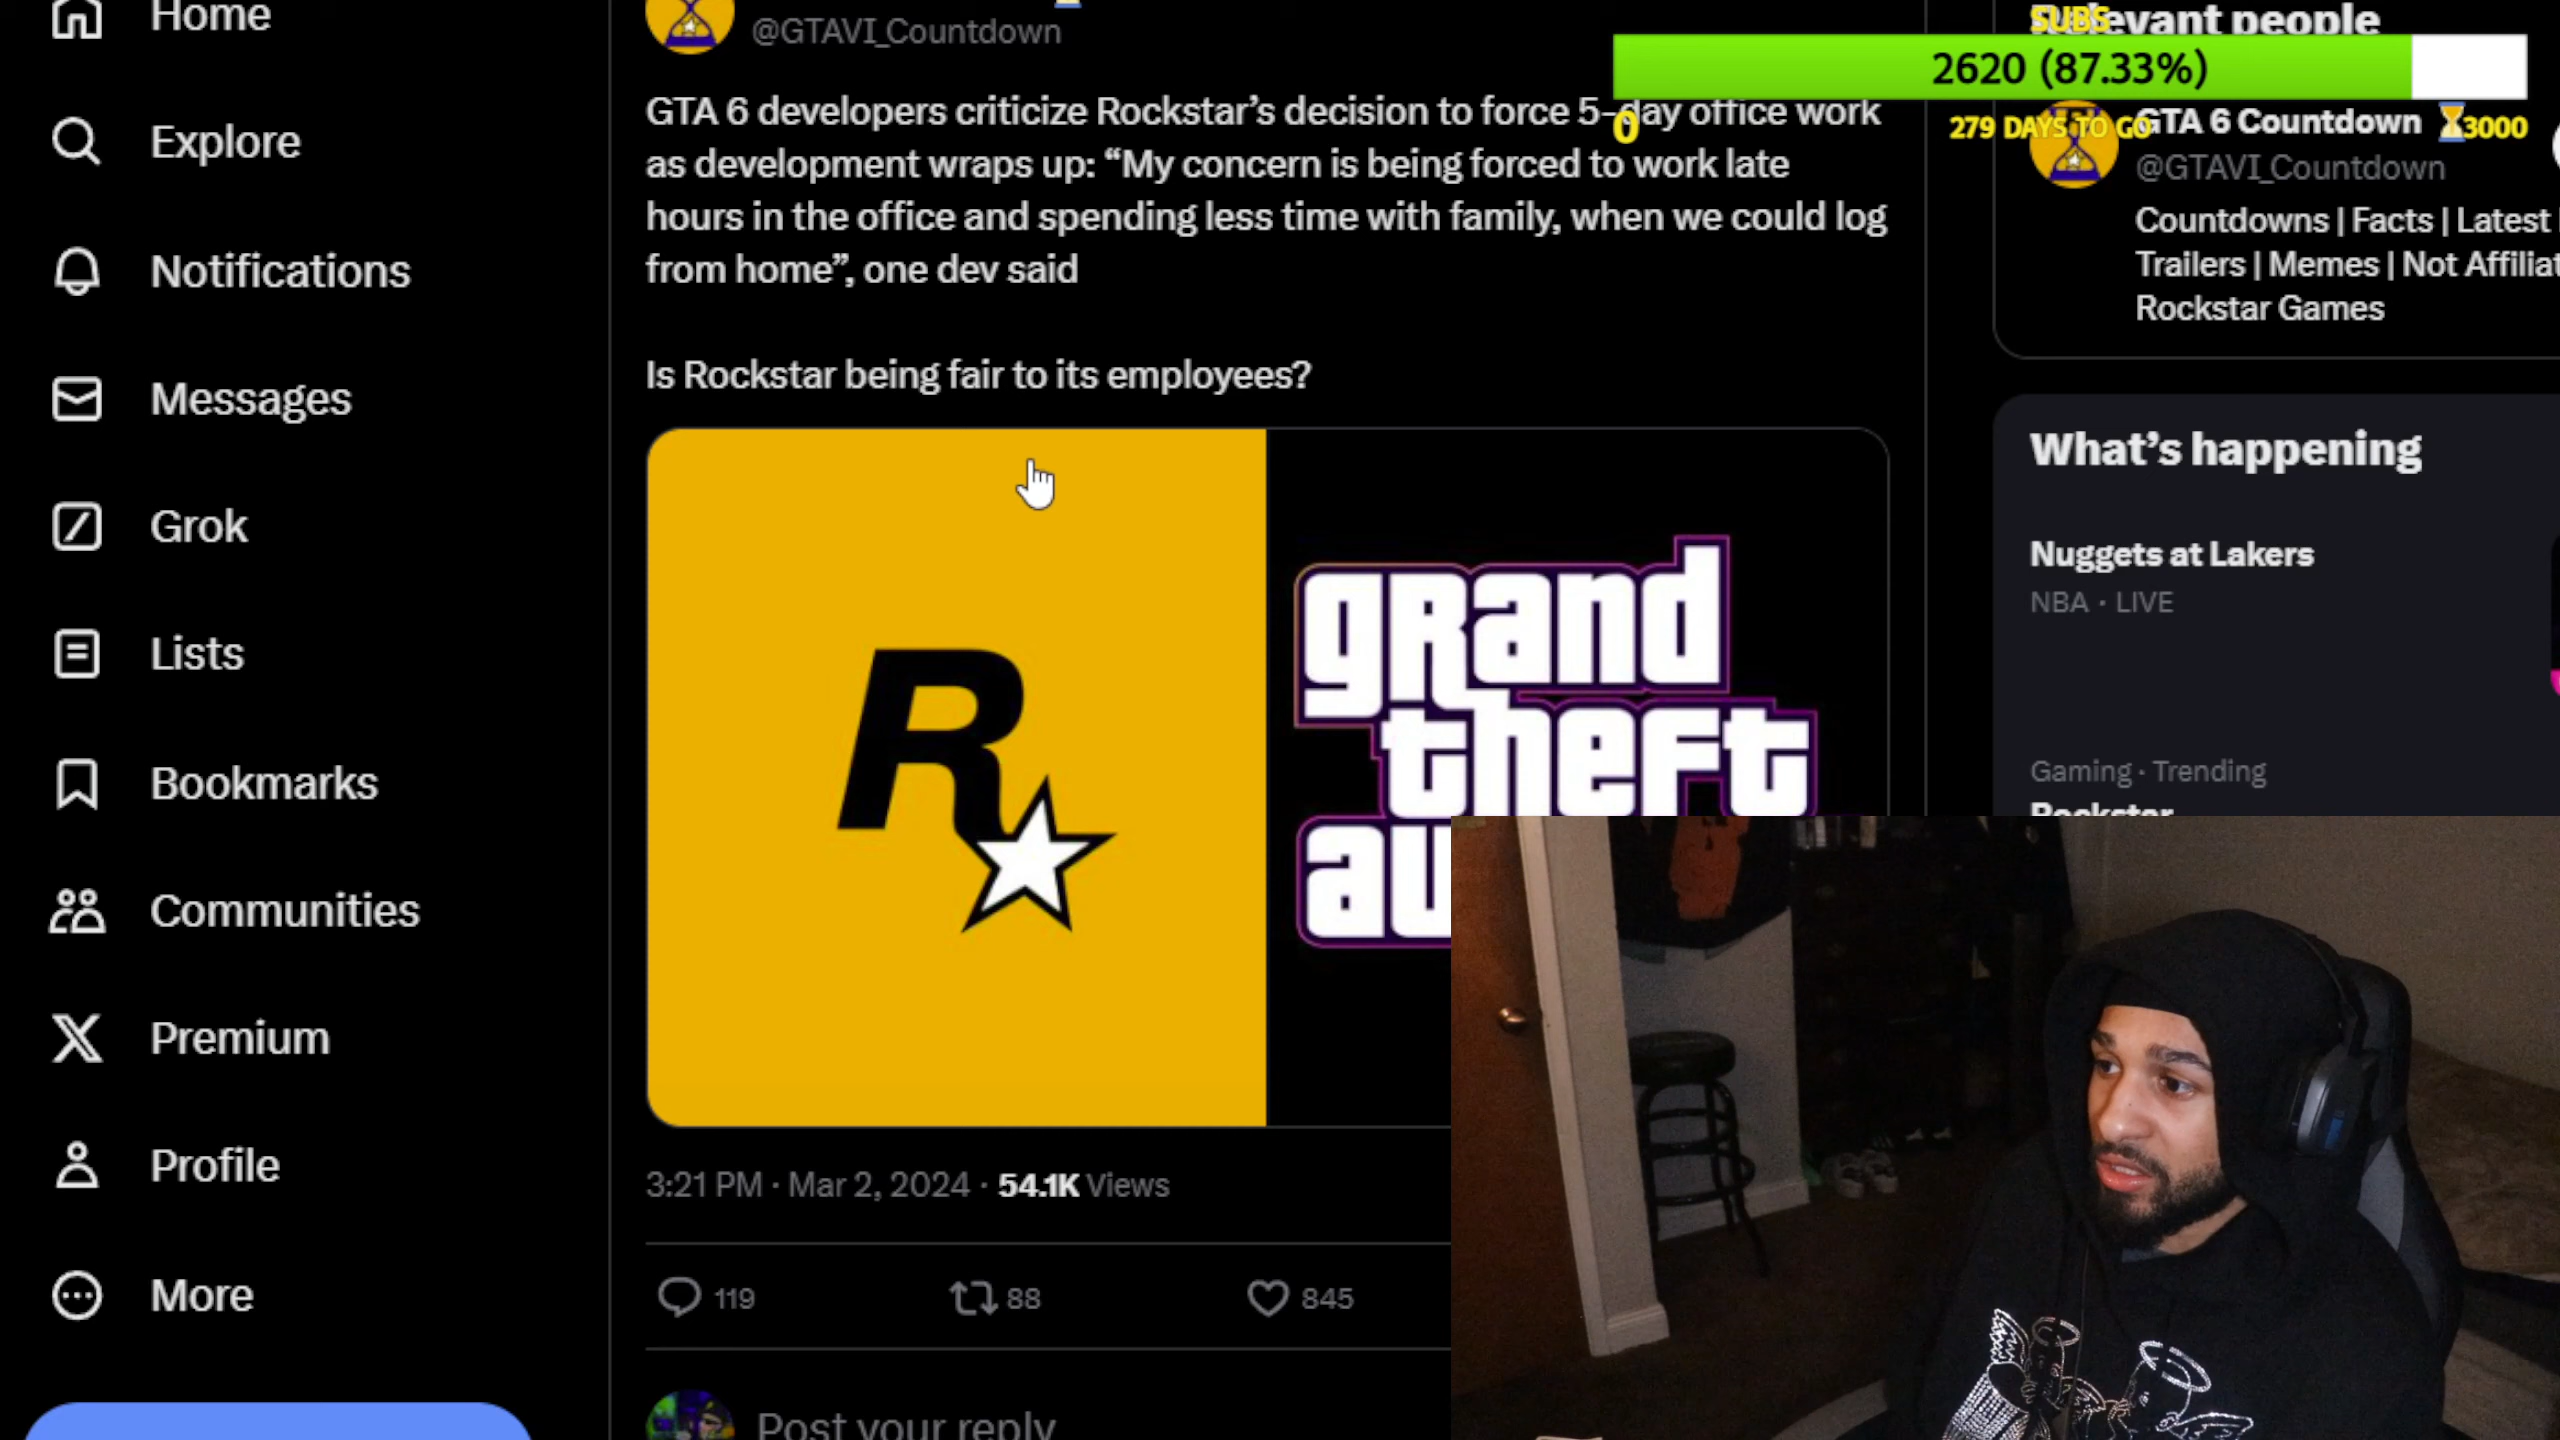 Home
Explore
Notifications
Messages
Grok
Lists
Bookmarks
Communities
Premium
Profile
More
@GTAVI_Countdown
GTA 6 developers criticize Rockstar’s decision to force 5-day office work
as development wraps up: “My concern is being forced to work late
hours in the office and spending less time with family, when we could log
from home”, one dev said
Is Rockstar being fair to its employees?
R
grand
theft
au
3:21 PM · Mar 2, 2024 · 54.1K Views
119
88
845
Post your reply
SUBS
2620 (87.33%)
0
279 DAYS TO GO
3000
Relevant people
GTA 6 Countdown
@GTAVI_Countdown
Countdowns | Facts | Latest
Trailers | Memes | Not Affiliat
Rockstar Games
What’s happening
Nuggets at Lakers
NBA · LIVE
Gaming · Trending
Rockstar